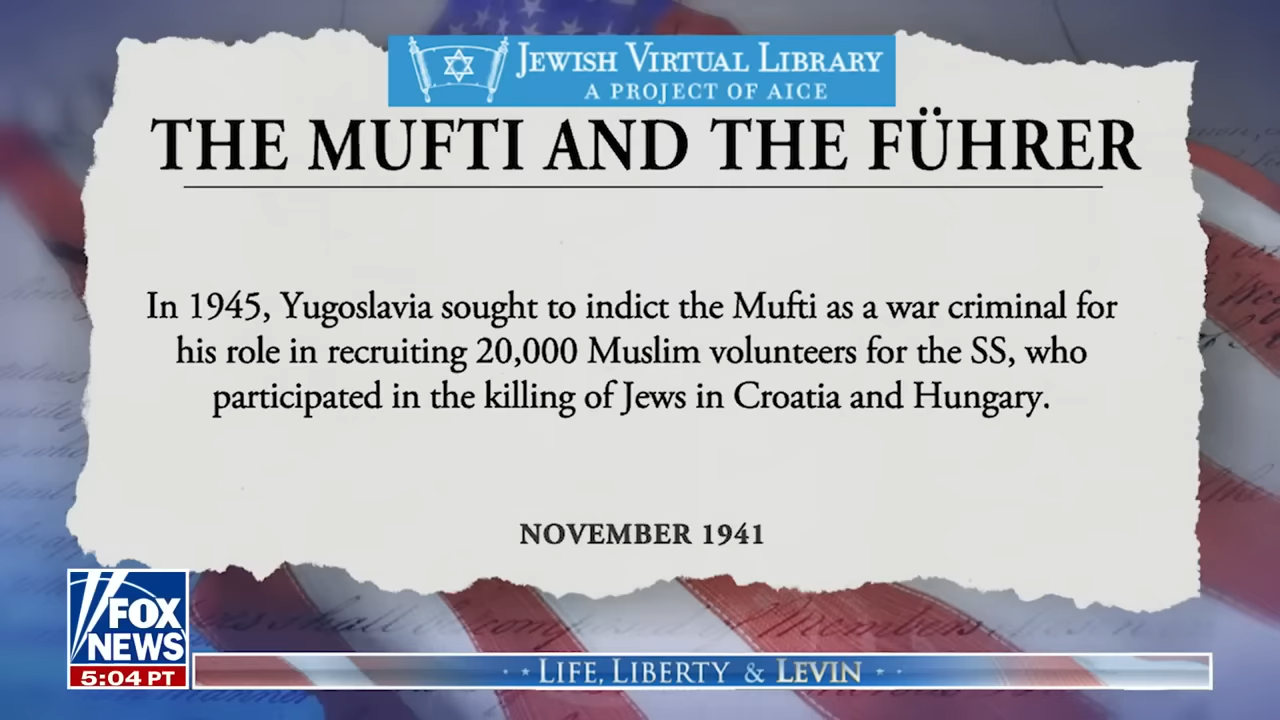 JEWISH VIRTUAL LIBRARY
A PROJECT OF AICE
THE MUFTI AND THE FÜHRER
In 1945, Yugoslavia sought to indict the Mufti as a war criminal for
his role in recruiting 20,000 Muslim volunteers for the SS, who
participated in the killing of Jews in Croatia and Hungary.
NOVEMBER 1941
FOX
NEWS
5:04 PT
LIFE, LIBERTY & LEVIN